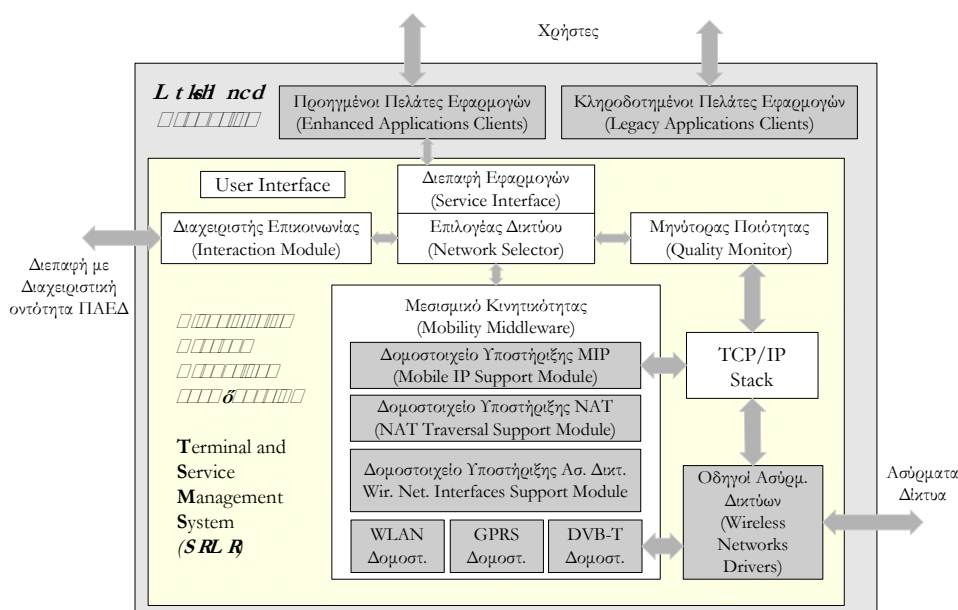 Χρήστες
Προηγμένοι Πελάτες Εφαρμογών
(Enhanced Applications Clients)
Κληροδοτημένοι Πελάτες Εφαρμογών
(Legacy Applications Clients)
User Interface
Διεπαφή Εφαρμογών
(Service Interface)
Διαχειριστής Επικοινωνίας
(Interaction Module)
Επιλογέας Δικτύου
(Network Selector)
Μηνύτορας Ποιότητας
(Quality Monitor)
Διεπαφή με
Διαχειριστική
οντότητα ΠΑΕΔ
Μεσισμικό Κινητικότητας
(Mobility Middleware)
Δομοστοιχείο Υποστήριξης MIP
(Mobile IP Support Module)
TCP/IP
Stack
Δομοστοιχείο Υποστήριξης NAT
(NAT Traversal Support Module)
Δομοστοιχείο Υποστήριξης Ασ. Δικτ.
Wir. Net. Interfaces Support Module
Terminal and
Service
Management
System
WLAN
Δομοστ.
GPRS
Δομοστ.
DVB-T
Δομοστ.
Οδηγοί Ασύρμ.
Δικτύων
(Wireless
Networks
Drivers)
Ασύρματα
Δίκτυα